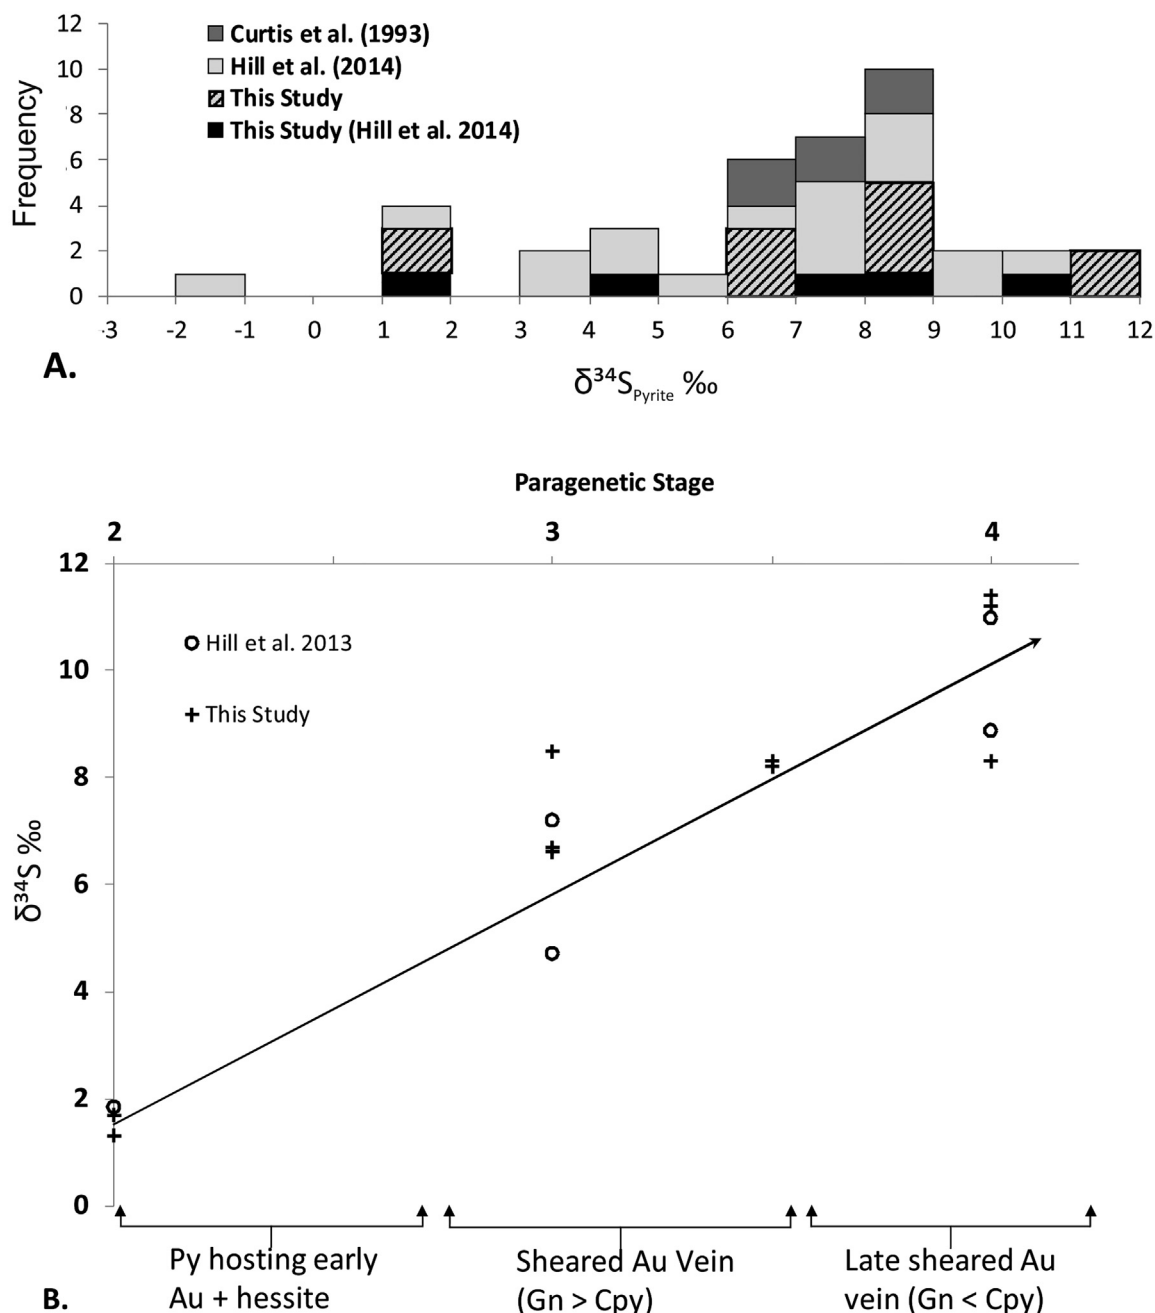 12
10
8
6
4
2
0
Frequency
Curtis et al. (1993)
Hill et al. (2014)
This Study
This Study (Hill et al. 2014)
-3 -2 -1 0 1 2 3 4 5 6 7 8 9 10 11 12
A.
δ³⁴S Pyrite ‰
Paragenetic Stage
2 3 4
12
10
8
6
4
2
0
δ³⁴S ‰
Hill et al. 2013
This Study
Py hosting early
Au + hessite
Sheared Au Vein
(Gn > Cpy)
Late sheared Au
vein (Gn < Cpy)
B.